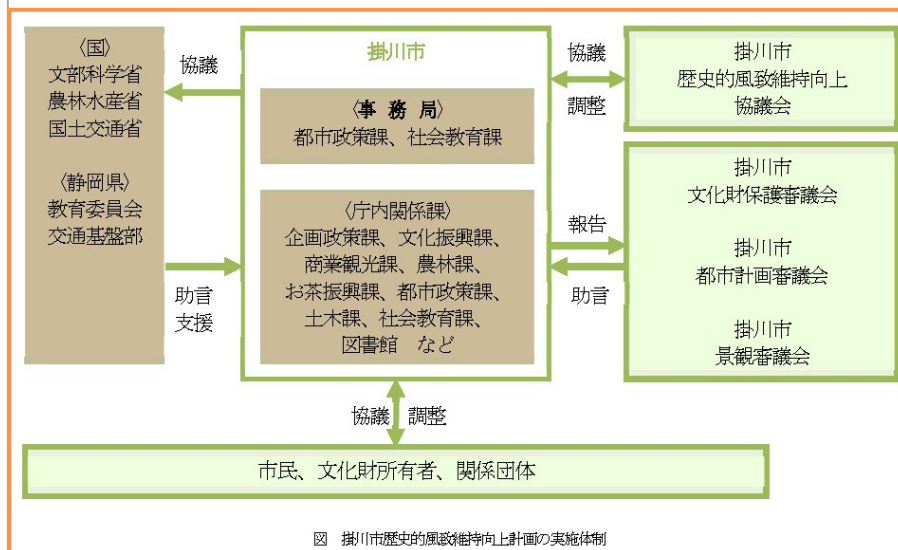 〈国〉
文部科学省
農林水産省
国土交通省
〈静岡県〉
教育委員会
交通基盤部
協議
助言
支援
掛川市
〈事 務 局〉
都市政策課、社会教育課
〈庁内関係課〉
企画政策課、文化振興課、
商業観光課、農林課、
お茶振興課、都市政策課、
土木課、社会教育課、
図書館 など
協議
調整
報告
助言
掛川市
歴史的風致維持向上
協議会
掛川市
文化財保護審議会
掛川市
都市計画審議会
掛川市
景観審議会
協議 調整
市民、文化財所有者、関係団体
図 掛川市歴史的風致維持向上計画の実施体制